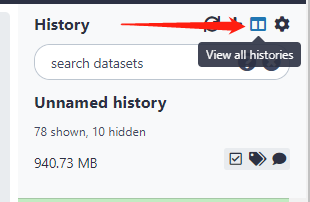 History
View all histories
search datasets
Unnamed history
78 shown, 10 hidden
940.73 MB